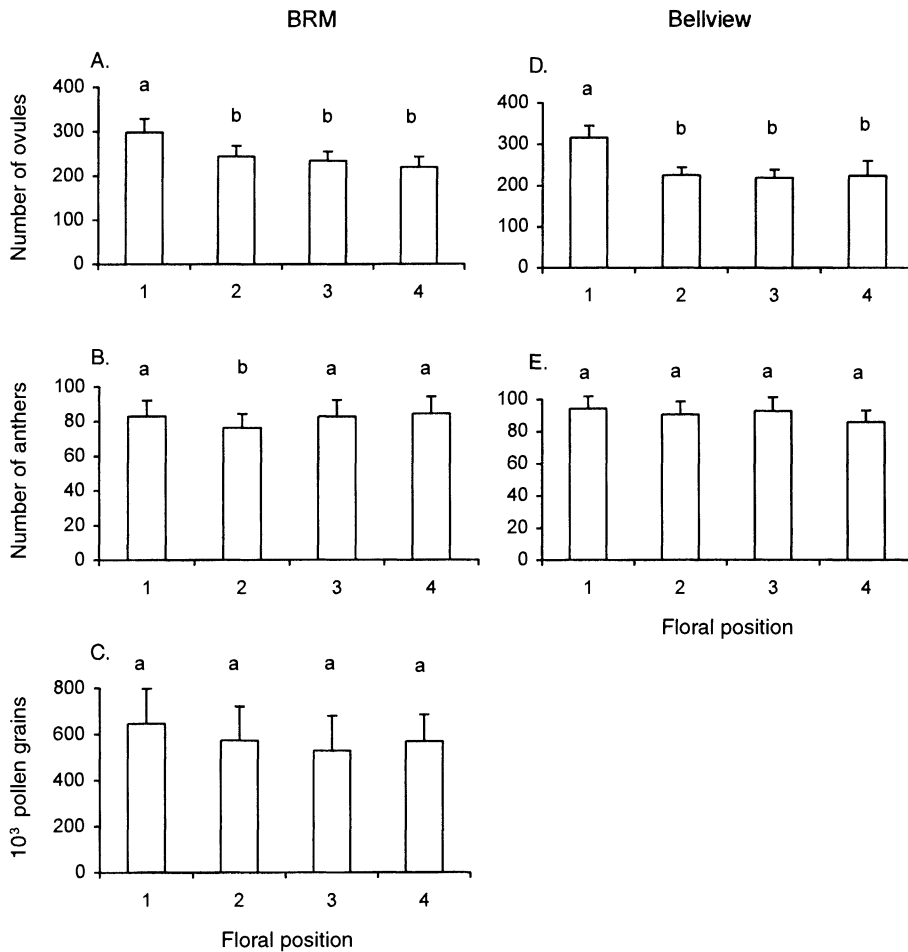 BRM
Bellview
A.
Number of ovules
400
300
200
100
0
a
b
b
b
1
2
3
4
D.
400
300
200
100
0
a
b
b
b
1
2
3
4
B.
Number of anthers
100
80
60
40
20
0
a
b
a
a
1
2
3
4
E.
100
80
60
40
20
0
a
a
a
a
1
2
3
4
Floral position
C.
10³ pollen grains
800
600
400
200
0
a
a
a
a
1
2
3
4
Floral position